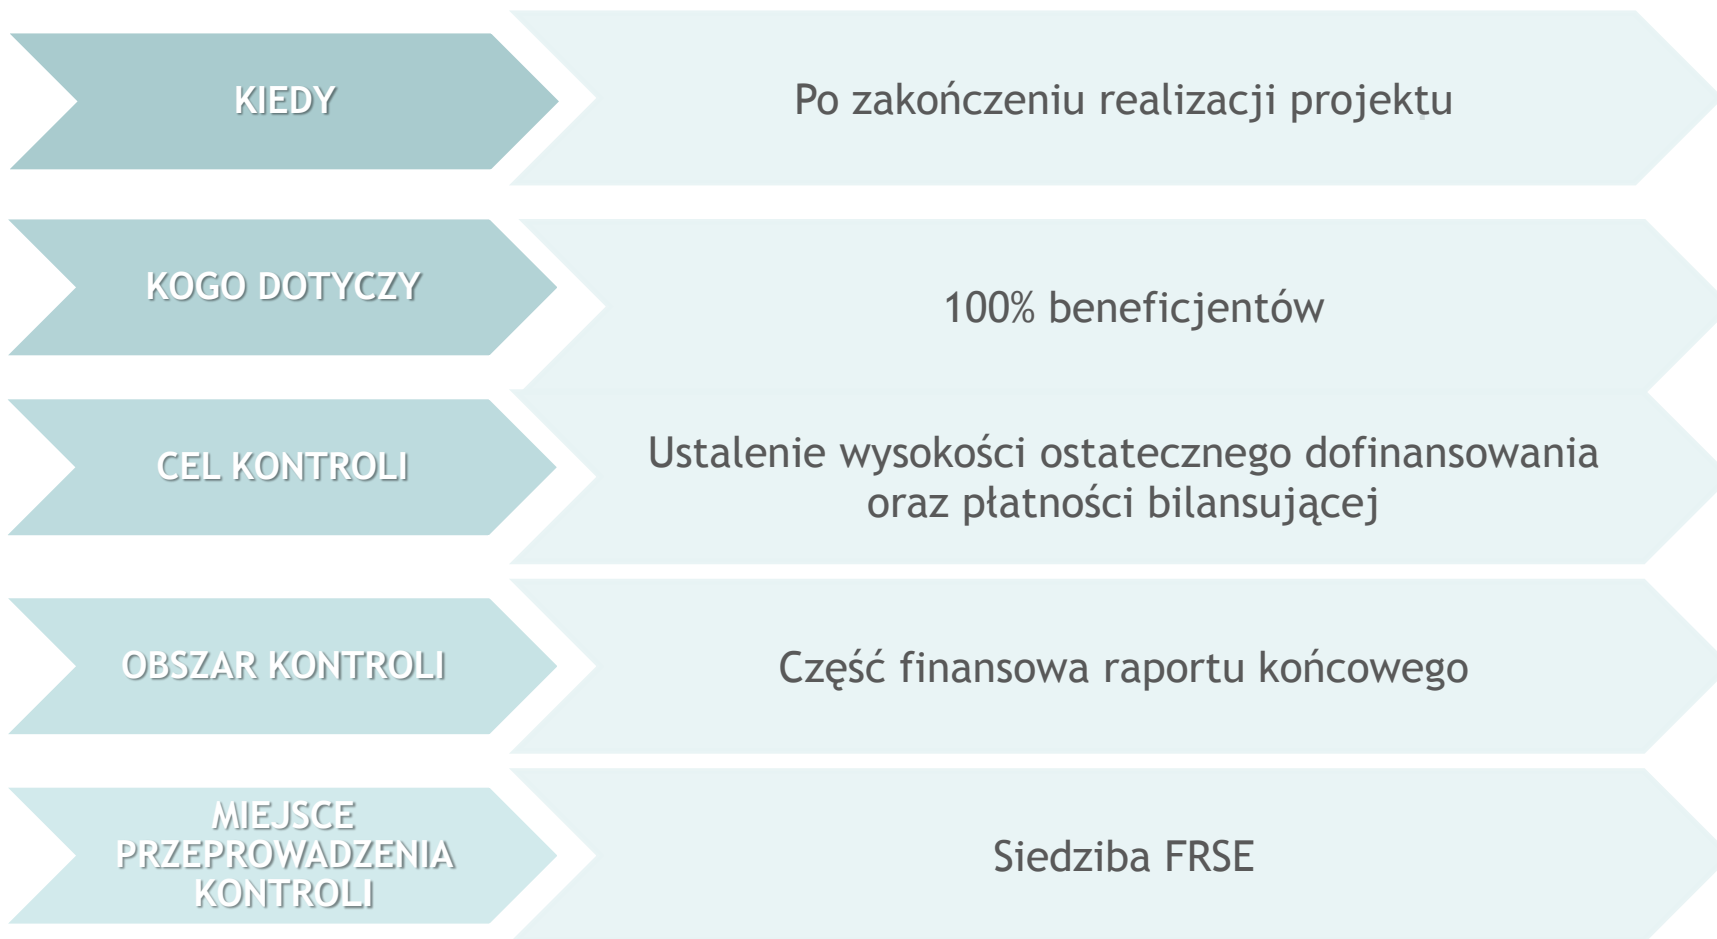 KIEDY
Po zakończeniu realizacji projektu
KOGO DOTYCZY
100% beneficjentów
CEL KONTROLI
Ustalenie wysokości ostatecznego dofinansowania
oraz płatności bilansującej
OBSZAR KONTROLI
Część finansowa raportu końcowego
MIEJSCE
PRZEPROWADZENIA
KONTROLI
Siedziba FRSE